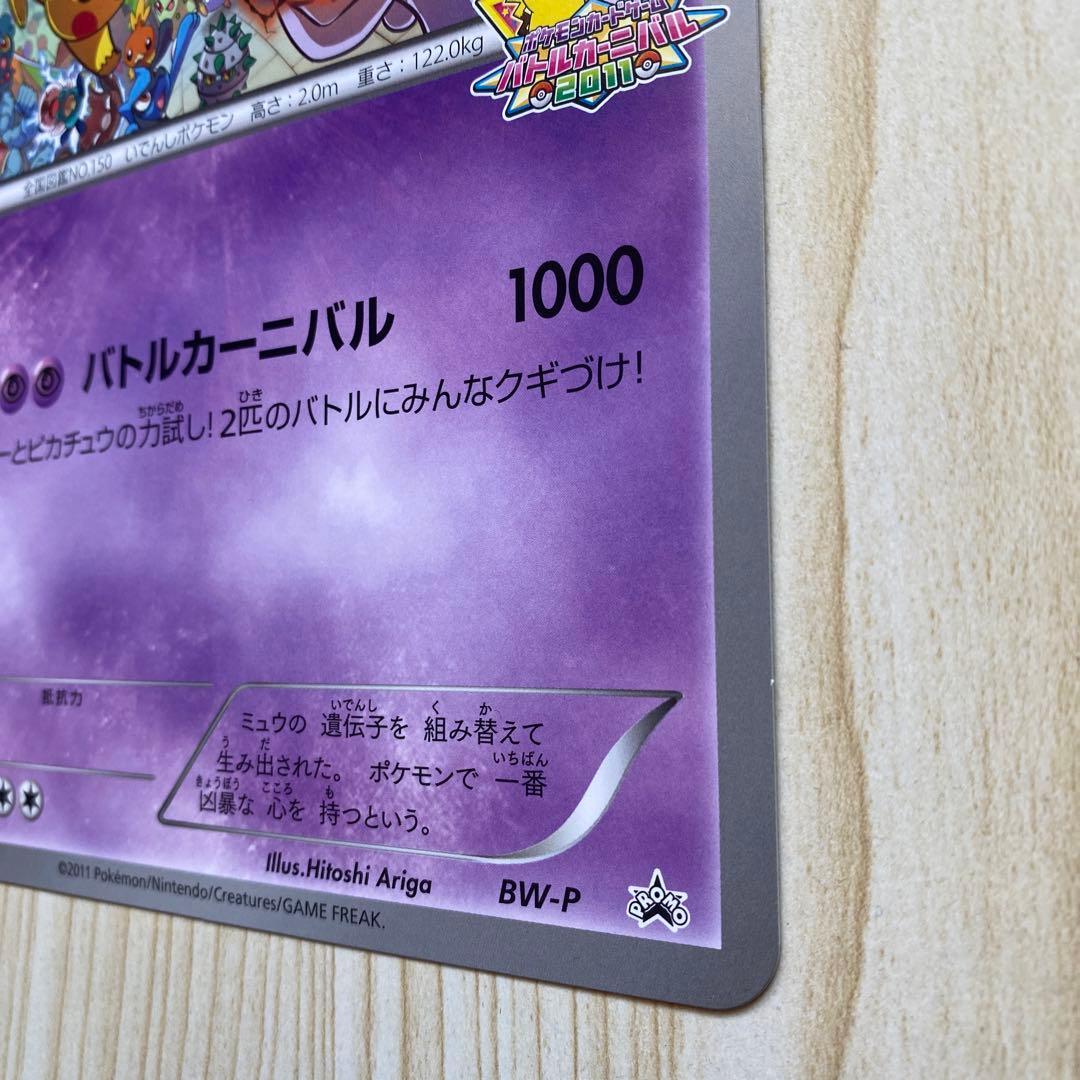 ポケモンカードゲーム
バトルカーニバル
2011
全国図鑑NO.150 いでんしポケモン 高さ：2.0m 重さ：122.0kg
バトルカーニバル 1000
ーとピカチュウの力試し！2匹のバトルにみんなクギづけ！
ちからだめ
ひき
抵抗力
ミュウの 遺伝子を 組み替えて
いでんし く か
生み出された。 ポケモンで 一番
う だ いちばん
凶暴な 心を 持つという。
きょうぼう こころ も
Illus.Hitoshi Ariga
©2011 Pokémon/Nintendo/Creatures/GAME FREAK.
BW-P
PROMO